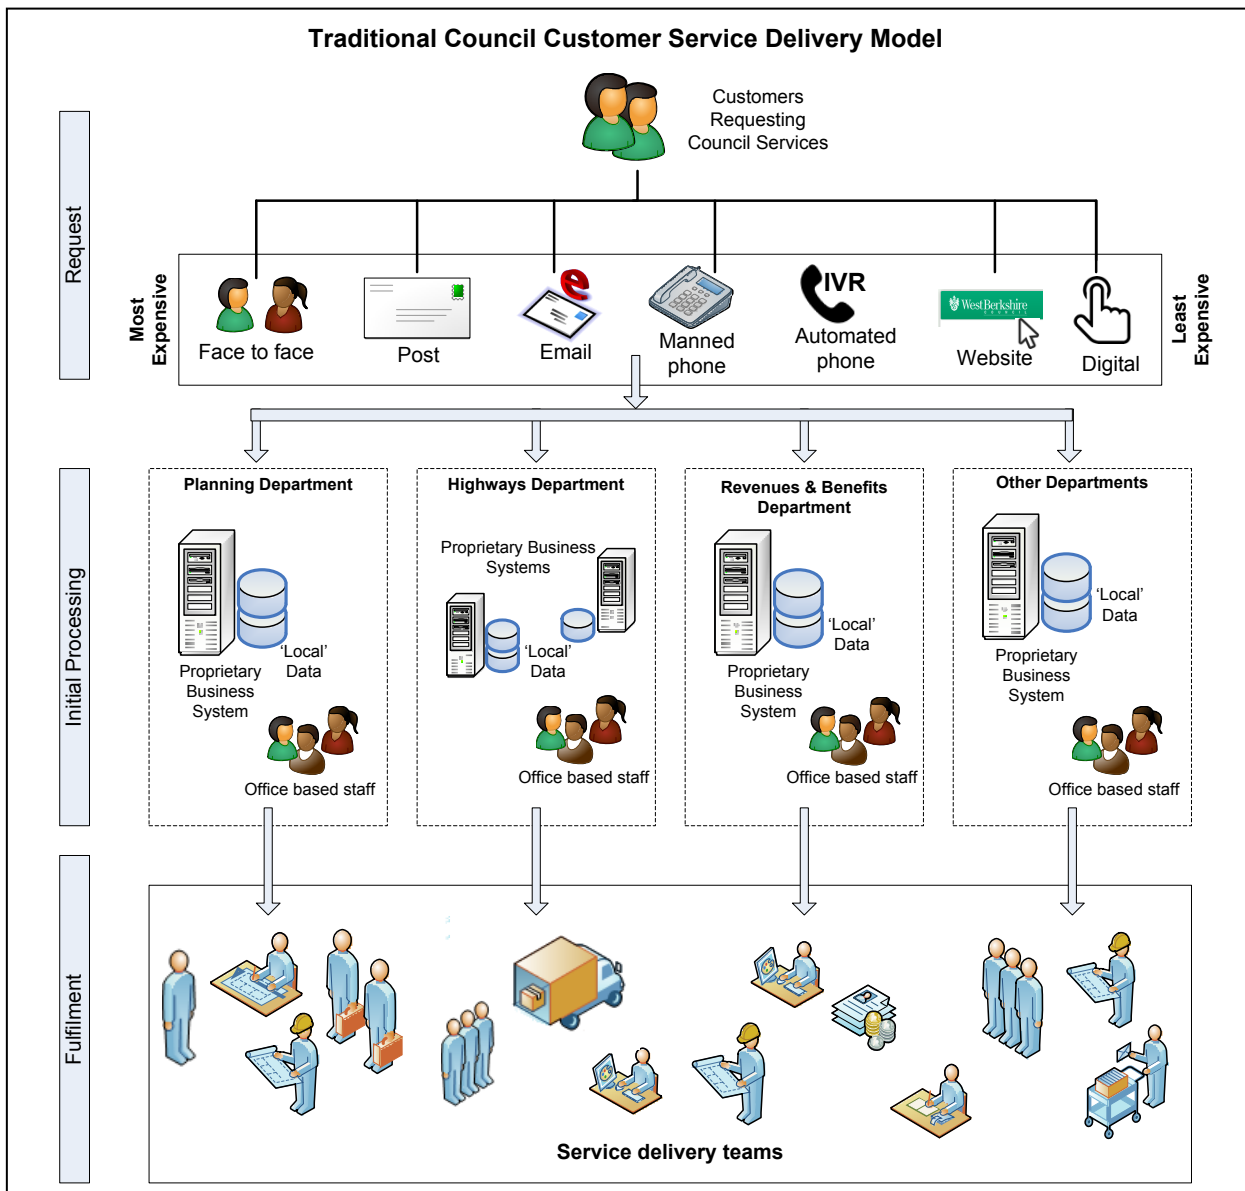 Traditional Council Customer Service Delivery Model
Customers
Requesting
Council Services
Request
Most
Expensive
Least
Expensive
Face to face
Post
e
Email
Manned
phone
IVR
Automated
phone
West Berkshire
COUNCIL
Website
Digital
Initial Processing
Planning Department
'Local'
Data
Proprietary
Business
System
Office based staff
Highways Department
Proprietary Business
Systems
'Local'
Data
Office based staff
Revenues & Benefits
Department
'Local'
Data
Proprietary
Business
System
Office based staff
Other Departments
'Local'
Data
Proprietary
Business
System
Office based staff
Fulfilment
Service delivery teams